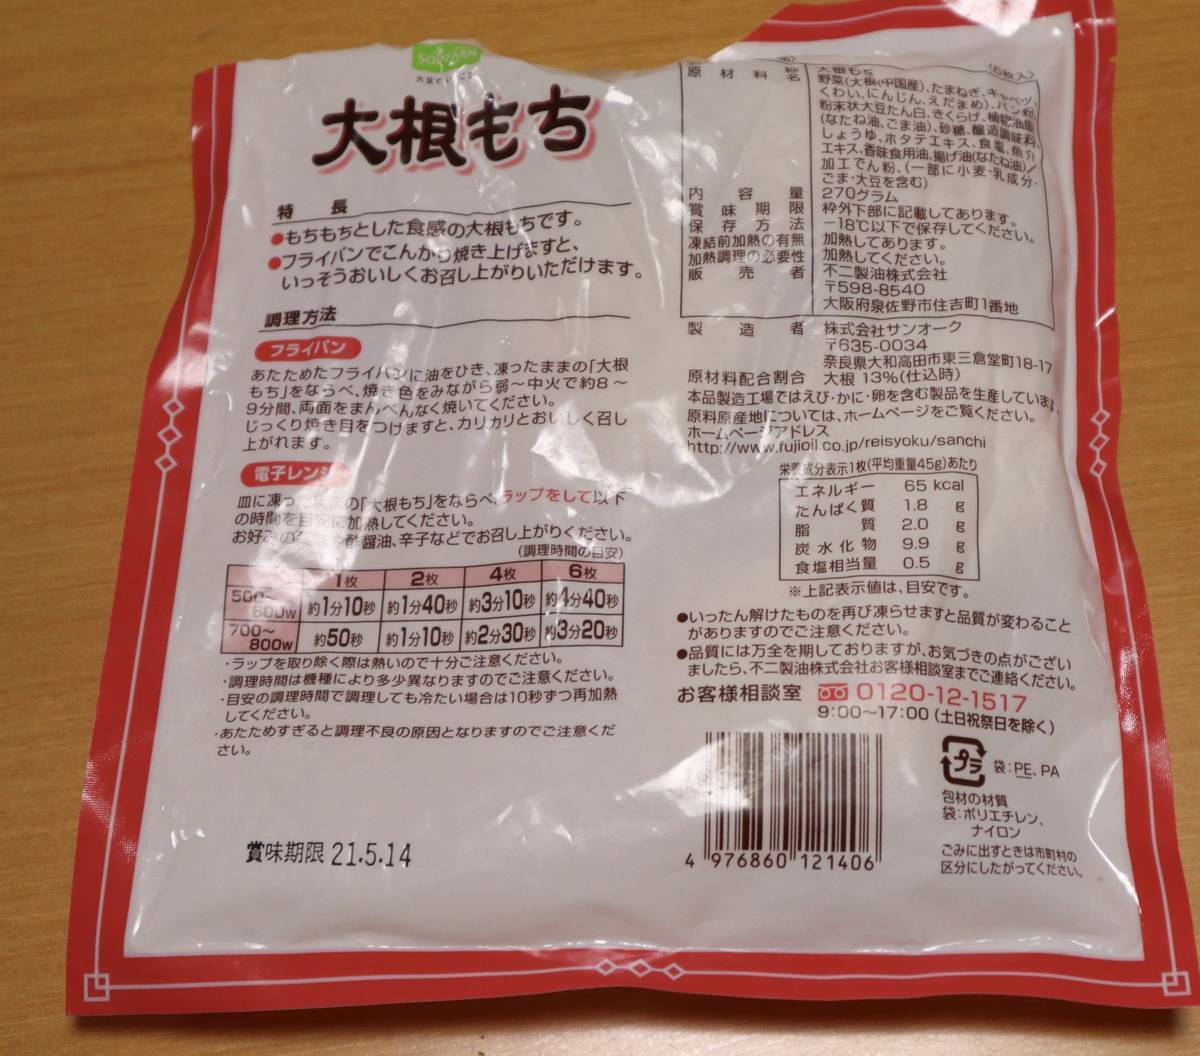 SOYAFARM
大根もち
特 長
●もちもちとした食感の大根もちです。
●フライパンでこんがり焼き上げますと、
いっそうおいしくお召し上がりいただけます。
調理方法
フライパン
あたためたフライパンに油をひき、凍ったままの「大根
もち」をならべ、焼き色をみながら弱～中火で約8～
9分間、両面をまんべんなく焼いてください。
じっくり焼き目をつけますと、カリカリとおいしく召し
上がれます。
電子レンジ
皿に凍ったままの「大根もち」をならべ、ラップをして以下
の時間を目安に加熱してください。
お好みの 酢醤油、辛子などでお召し上がりください。
(調理時間の目安)
1枚 2枚 4枚 6枚
500～600w 約1分10秒 約1分40秒 約3分10秒 約4分40秒
700～800w 約50秒 約1分10秒 約2分30秒 約3分20秒
・ラップを取り除く際は熱いので十分ご注意ください。
・調理時間は機種により多少異なりますのでご注意ください。
・目安の調理時間で調理しても冷たい場合は10秒ずつ再加熱
してください。
・あたためすぎると調理不良の原因となりますのでご注意くだ
さい。
賞味期限 21.5.14
大根もち (6枚入)
原材料名 野菜(大根(中国産)、たまねぎ、キャベツ、
くわい、にんじん、えだまめ)、パン粉、
粉末状大豆たん白、きくらげ、植物油脂
(なたね油、ごま油)、砂糖、醸造調味料、
しょうゆ、ホタテエキス、食塩、魚介
エキス、香味食用油、揚げ油(なたね油)/
加工でん粉、(一部に小麦・乳成分・
ごま・大豆を含む)
内容量 270グラム
賞味期限 枠外下部に記載してあります。
保存方法 －18℃以下で保存してください。
凍結前加熱の有無 加熱してあります。
加熱調理の必要性 加熱してください。
販売者 不二製油株式会社
〒598-8540
大阪府泉佐野市住吉町1番地
製造者 株式会社サンオーク
〒635-0034
奈良県大和高田市東三倉堂町18-17
原材料配合割合 大根 13%(仕込時)
本品製造工場ではえび・かに・卵を含む製品を生産しています。
原料原産地については、ホームページをご覧ください。
ホームページアドレス
http://www.fujioil.co.jp/reisyoku/sanchi
栄養成分表示1枚(平均重量45g)あたり
エネルギー 65 kcal
たんぱく質 1.8 g
脂質 2.0 g
炭水化物 9.9 g
食塩相当量 0.5 g
※上記表示値は、目安です。
●いったん解けたものを再び凍らせますと品質が変わること
がありますのでご注意ください。
●品質には万全を期しておりますが、お気づきの点がござい
ましたら、不二製油株式会社お客様相談室までご連絡ください。
お客様相談室 0120-12-1517
9:00～17:00 (土日祝祭日を除く)
プラ 袋:PE、PA
包材の材質
袋:ポリエチレン、
ナイロン
ごみに出すときは市町村の
区分にしたがってください。
4 976860 121406